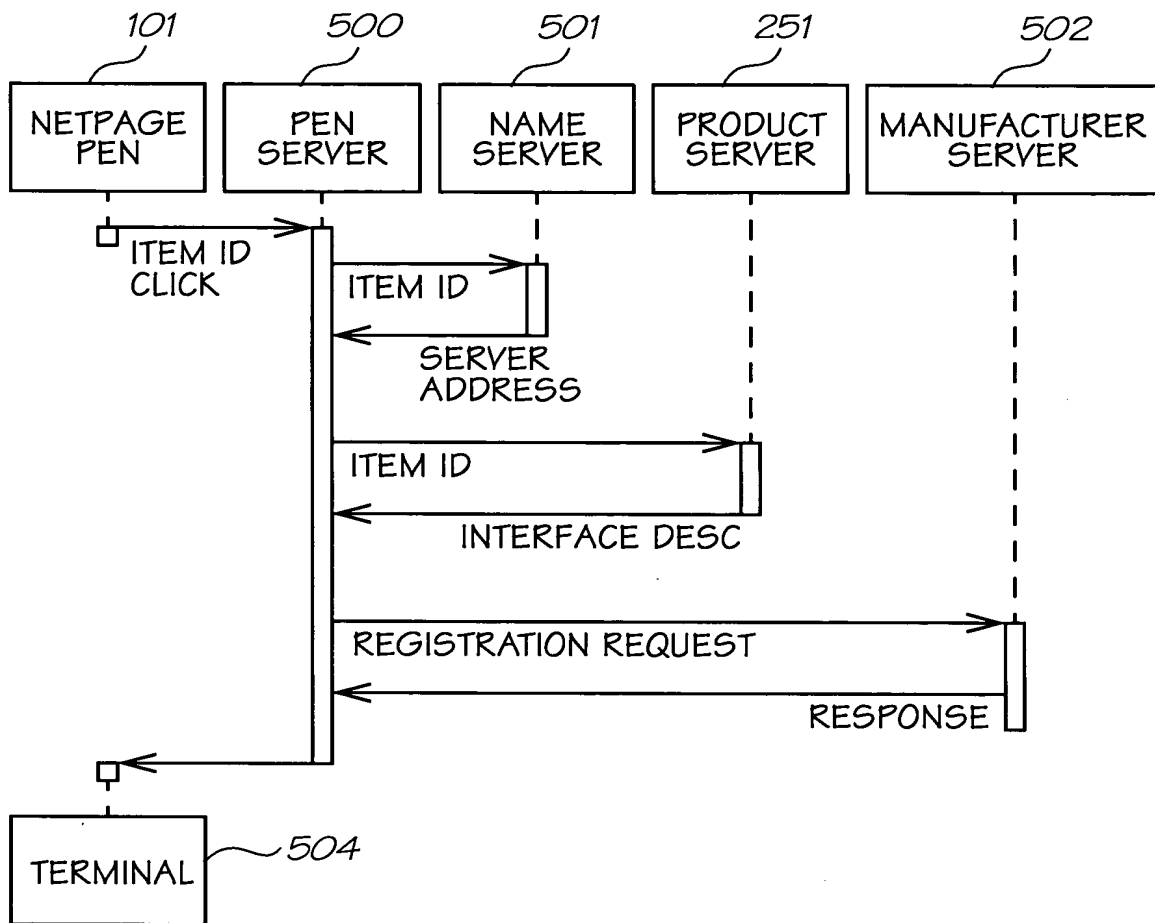 101
500
501
251
502
NETPAGE
PEN
PEN
SERVER
NAME
SERVER
PRODUCT
SERVER
MANUFACTURER
SERVER
ITEM ID
CLICK
ITEM ID
SERVER
ADDRESS
ITEM ID
INTERFACE DESC
REGISTRATION REQUEST
RESPONSE
TERMINAL
504